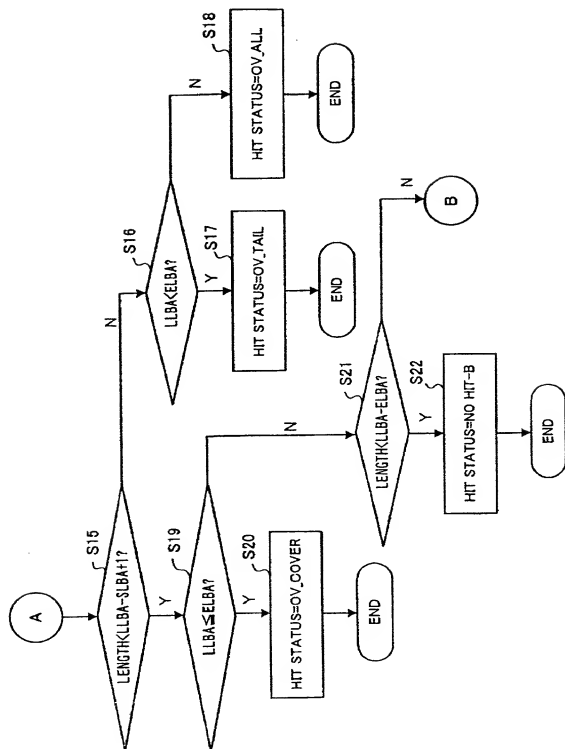 A
S15
LENGTH<LLBA-SLBA+1?
N
Y
S16
LLBA<ELBA?
N
Y
S18
HIT STATUS=OV_ALL
END
S17
HIT STATUS=OV_TAIL
END
S19
LLBA≦ELBA?
N
Y
S20
HIT STATUS=OV_COVER
END
S21
LENGTH<LLBA-ELBA?
N
Y
B
S22
HIT STATUS=NO HIT-B
END